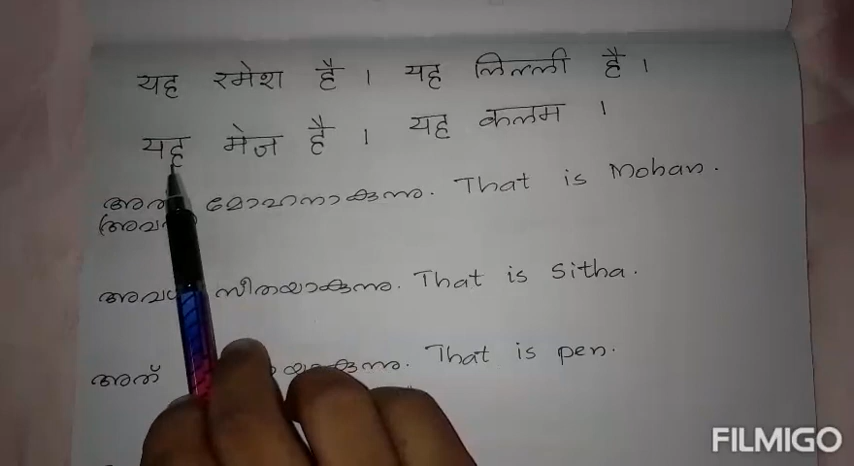 यह रमेश है । यह लिल्ली है ।
यह मेज है । यह कलम ।
മോഹനാകുന്നു. That is Mohan.
സീതയാകുന്നു. That is Sitha.
അത് That is pen.
FILMIGO